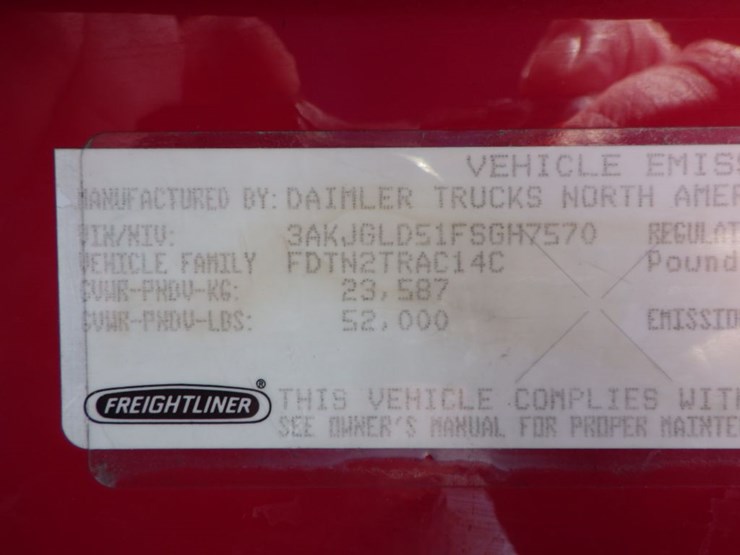 VEHICLE EMIS
MANUFACTURED BY: DAIMLER TRUCKS NORTH AMER
VIN/NIV: 3AKJGLD51FSGH7570 REGULAT
VEHICLE FAMILY FDTN2TRAC14C Pound
GVWR-PNBV-KG: 23,587
GVWR-PNBV-LBS: 52,000 EMISSIO
FREIGHTLINER® THIS VEHICLE COMPLIES WITH
SEE OWNER'S MANUAL FOR PROPER MAINTE